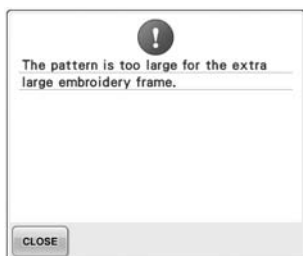 The pattern is too large for the extra
large embroidery frame.
CLOSE